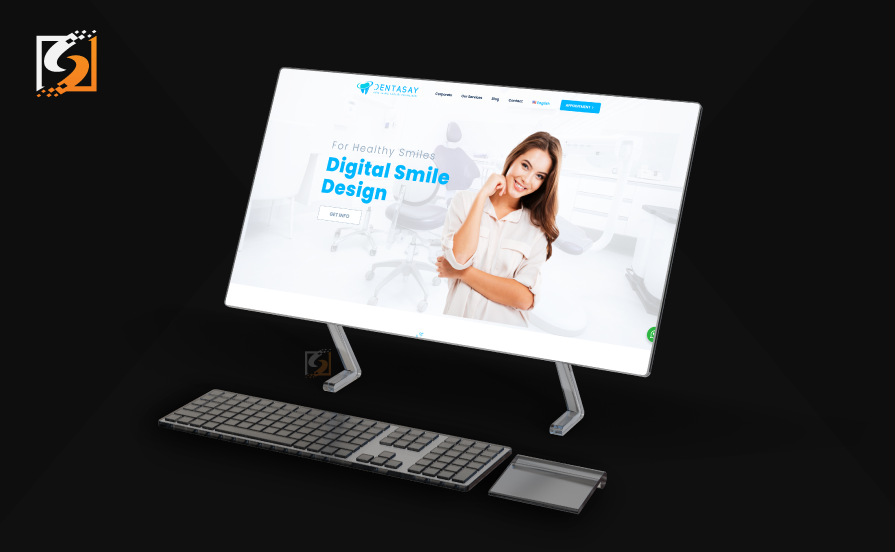 DENTASAY
Corporate
Our Services
Blog
Contact
English
APPOINTMENT >
For Healthy Smiles
Digital Smile
Design
GET INFO